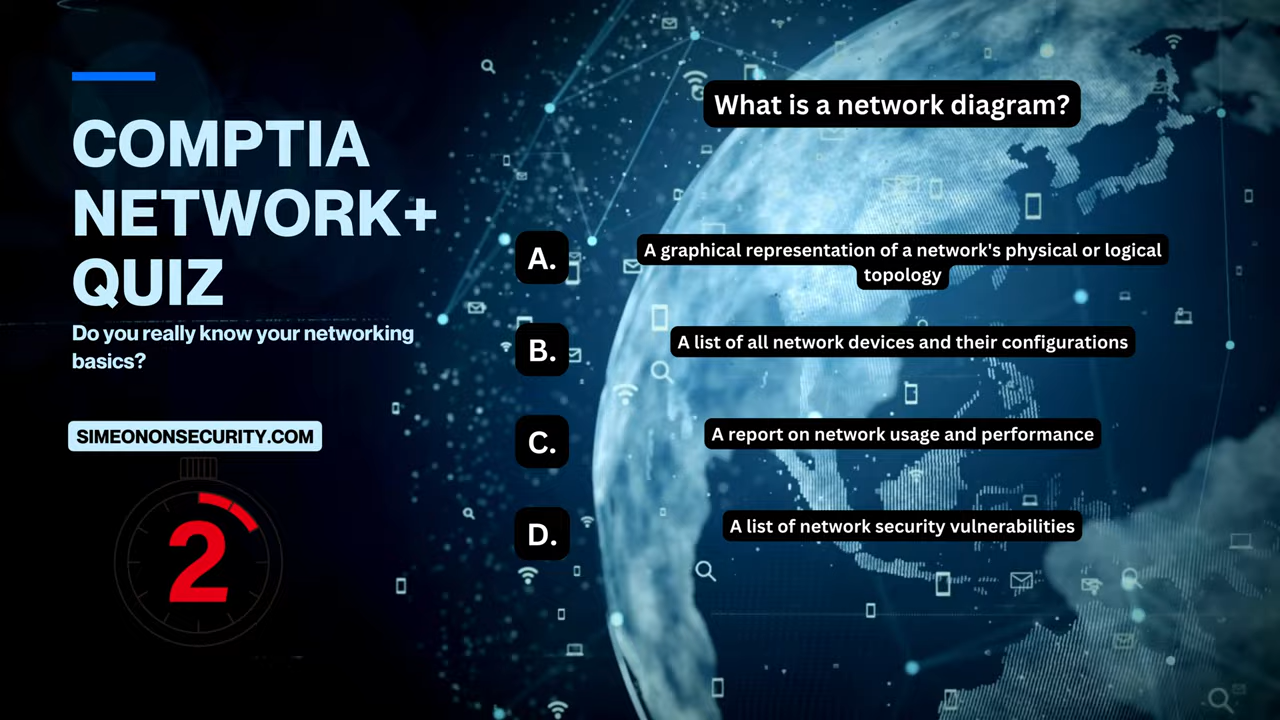 COMPTIA
NETWORK+
QUIZ
Do you really know your networking
basics?
SIMEONONSECURITY.COM
2
What is a network diagram?
A.
A graphical representation of a network's physical or logical
topology
B.
A list of all network devices and their configurations
C.
A report on network usage and performance
D.
A list of network security vulnerabilities